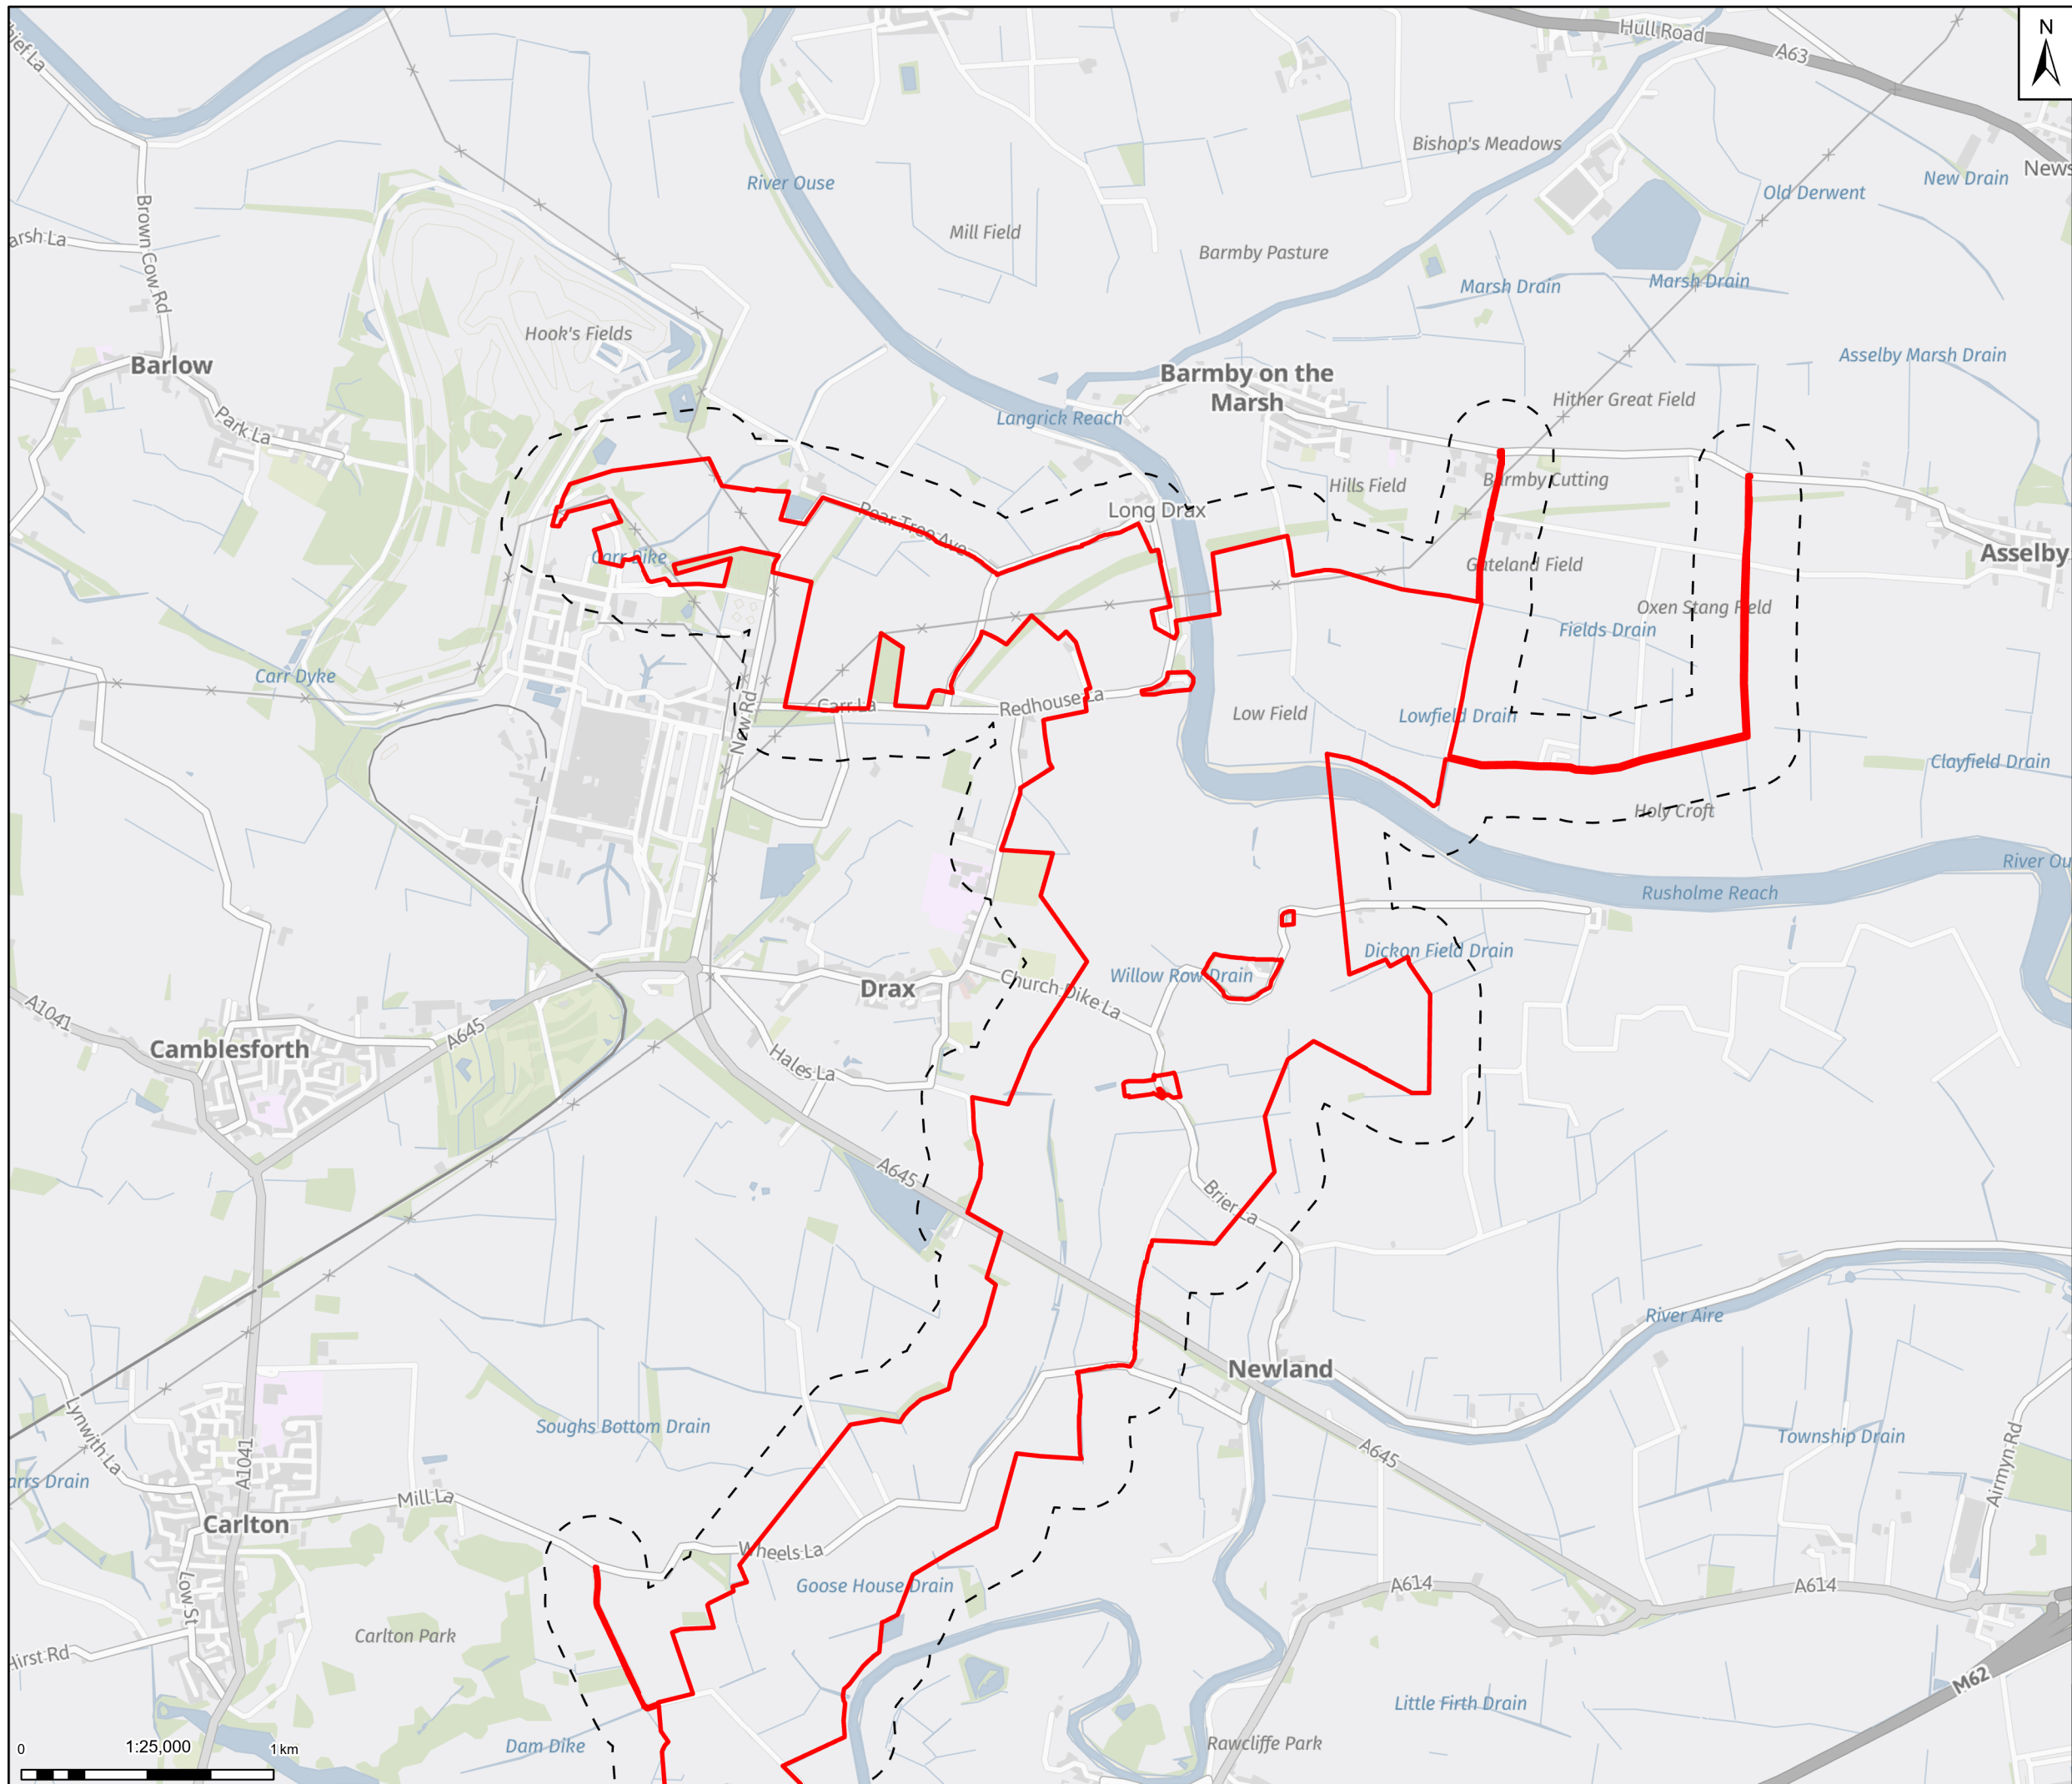 N
Hull Road
A63
Bishop's Meadows
News
New Drain
River Ouse
Old Derwent
Brown Cow Rd
Mill Field
arsh La
Barmby Pasture
Marsh Drain
Marsh Drain
Hook's Fields
Asselby Marsh Drain
Barlow
Barmby on the
Marsh
Hither Great Field
Langrick Reach
Park La
Barmby Cutting
Hills Field
Long Drax
Pear Tree Ave
Asselby
Carr Dike
Gateland Field
Oxen Stang Field
Fields Drain
Carr Dyke
Redhouse La
Carr La
Low Field
Lowfield Drain
New Rd
Clayfield Drain
Holy Croft
River Ou
Rusholme Reach
Dickon Field Drain
Willow Row Drain
Drax
Church Dike La
A1041
A645
Camblesforth
Hales La
A645
Brier La
River Aire
Newland
Soughs Bottom Drain
Lynwith La
Township Drain
A1041
A645
Airmyn Rd
arrs Drain
Mill La
Carlton
Wheels La
Goose House Drain
A614
A614
Low St
Carlton Park
Hirst Rd
M62
Little Firth Drain
Rawcliffe Park
Dam Dike
0
1:25,000
1 km